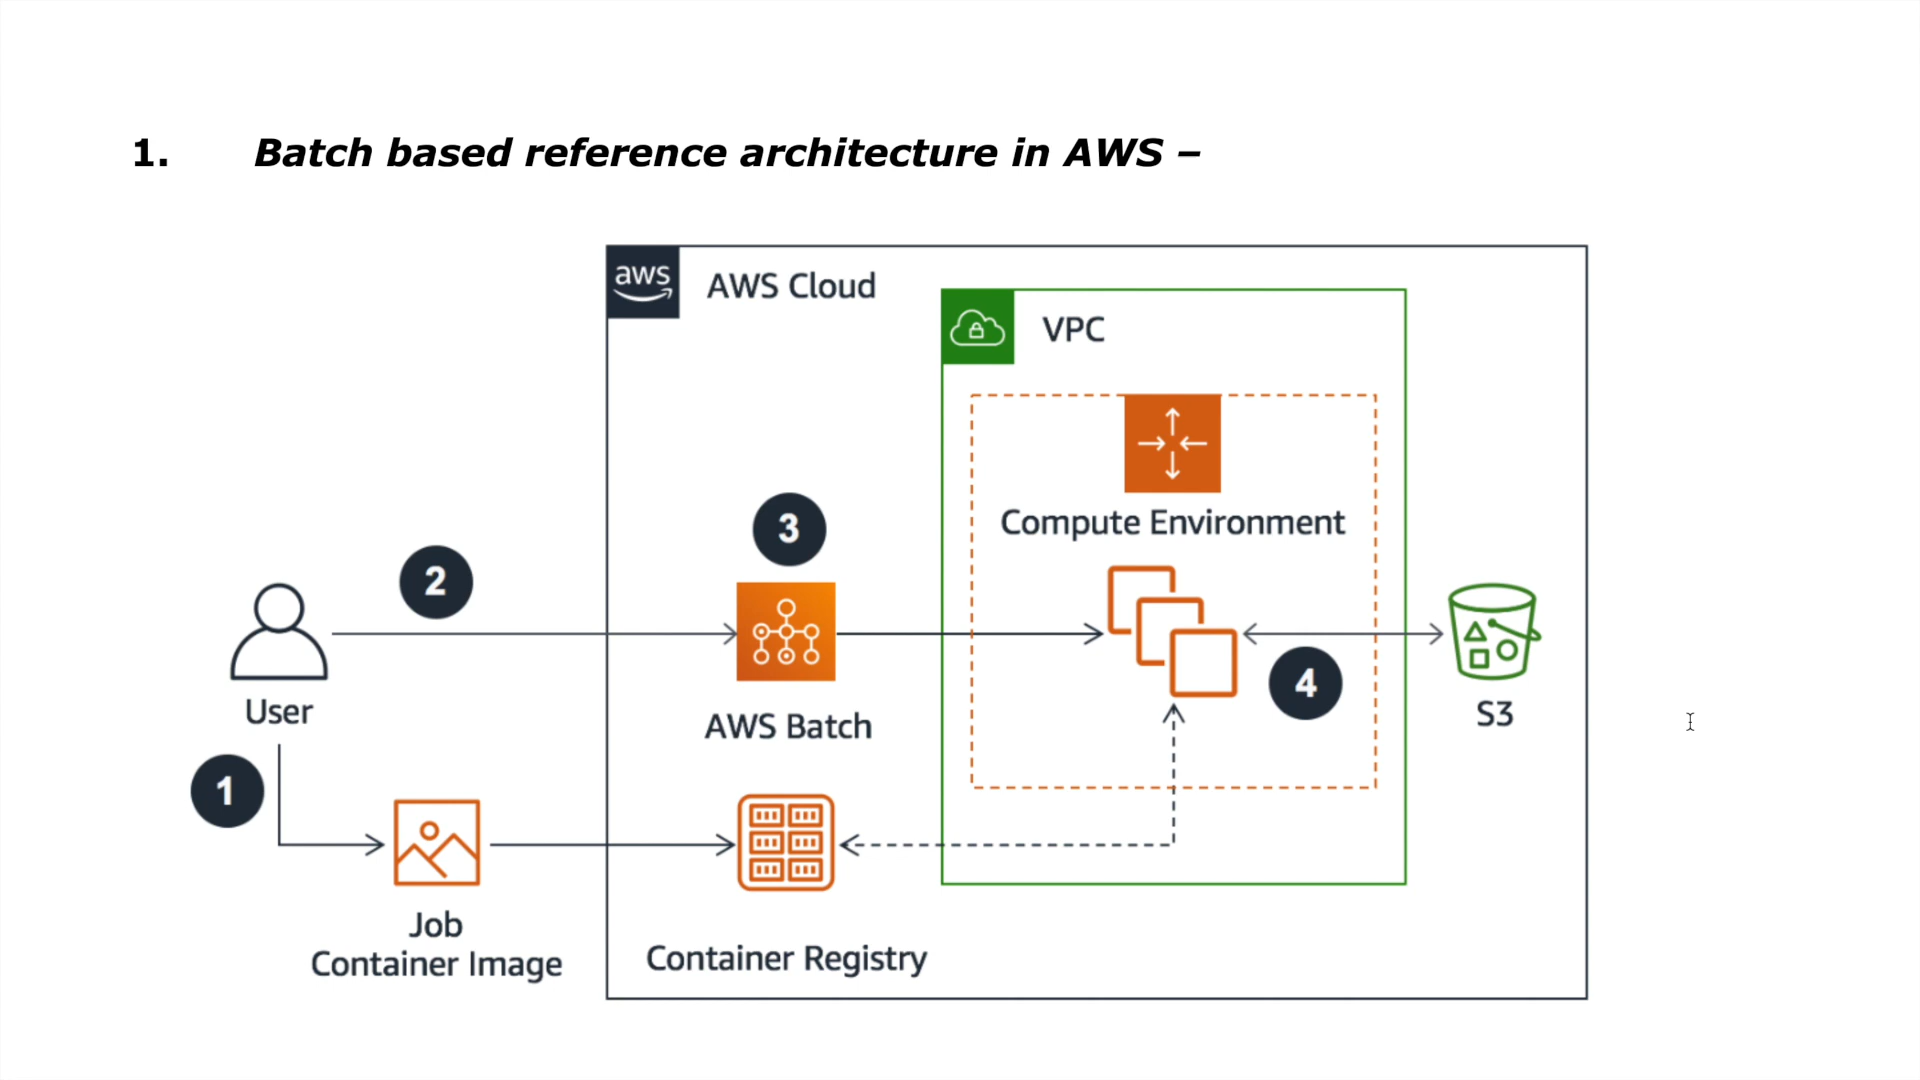 1. Batch based reference architecture in AWS –
aws
AWS Cloud
VPC
Compute Environment
3
2
4
User
AWS Batch
S3
1
Job
Container Image
Container Registry